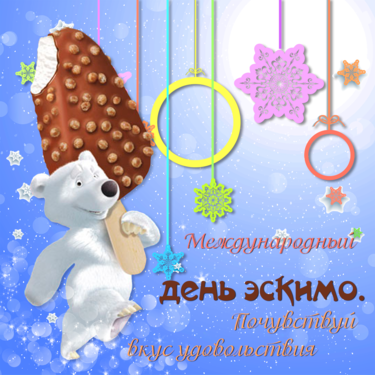 Международный
день эскимо.
Почувствуй
вкус удовольствия